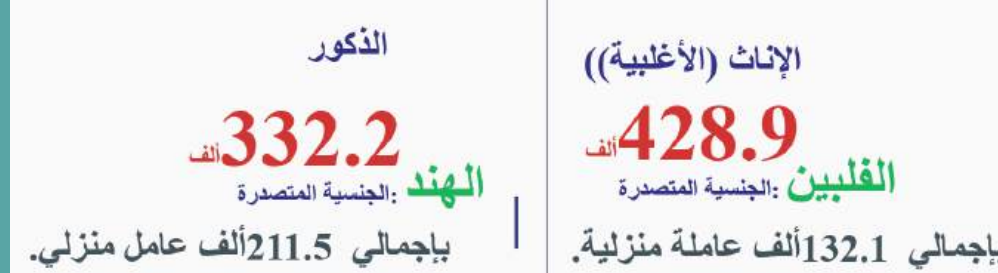 الإناث (الأغلبية))
428.9ألف
الفلبين :الجنسية المتصدرة
بإجمالي 132.1ألف عاملة منزلية.
الذكور
332.2ألف
الهند :الجنسية المتصدرة
بإجمالي 211.5ألف عامل منزلي.